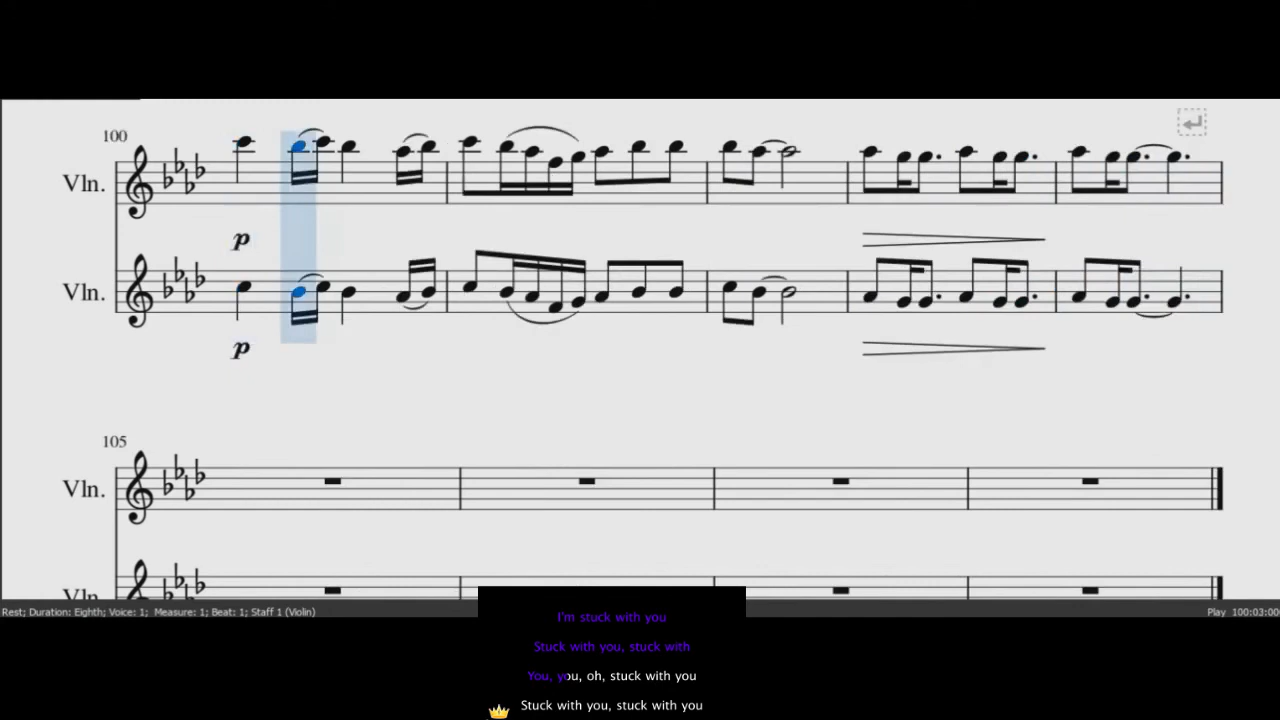 100
Vln.
p
Vln.
p
105
Vln.
Vln.
Rest; Duration: Eighth; Voice: 1; Measure: 1; Beat: 1; Staff 1 (Violin)
Play 100:03:00
I'm stuck with you
Stuck with you, stuck with
You, you, oh, stuck with you
Stuck with you, stuck with you